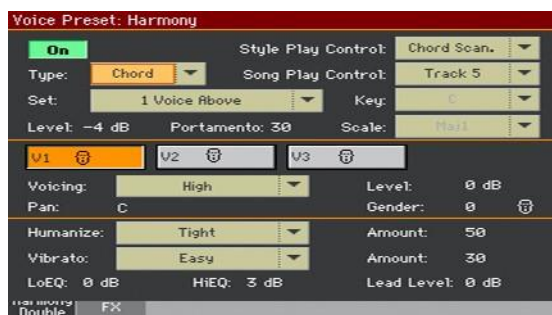 Voice Preset: Harmony
On Style Play Control: Chord Scan.
Type: Chord Song Play Control: Track 5
Set: 1 Voice Above Key: C
Level: -4 dB Portamento: 30 Scale:
V1 V2 V3
Voicing: High Level: 0 dB
Pan: C Gender: 0
Humanize: Tight Amount: 50
Vibrato: Easy Amount: 30
LoEQ: 0 dB HiEQ: 3 dB Lead Level: 0 dB
Harmony
Double FX